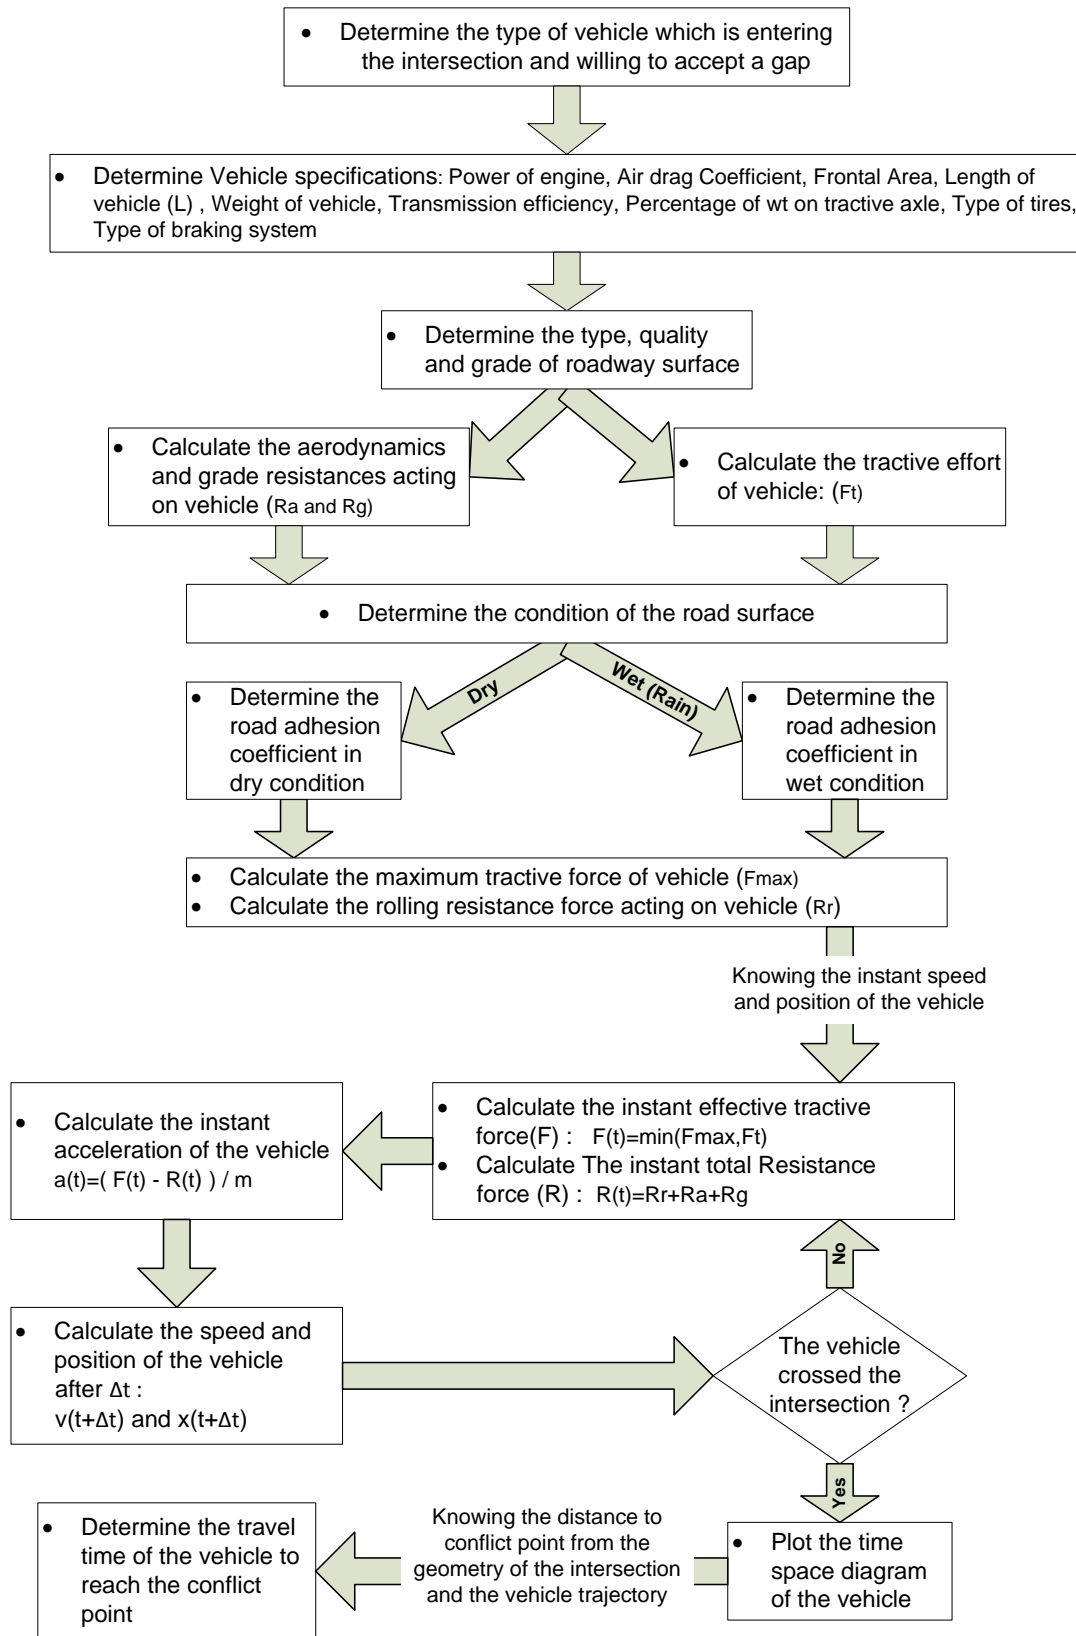 • Determine the type of vehicle which is entering
the intersection and willing to accept a gap
• Determine Vehicle specifications: Power of engine, Air drag Coefficient, Frontal Area, Length of
vehicle (L) , Weight of vehicle, Transmission efficiency, Percentage of wt on tractive axle, Type of tires,
Type of braking system
• Determine the type, quality
and grade of roadway surface
• Calculate the aerodynamics
and grade resistances acting
on vehicle (Ra and Rg)
• Calculate the tractive effort
of vehicle: (Ft)
• Determine the condition of the road surface
Dry
Wet (Rain)
• Determine the
road adhesion
coefficient in
dry condition
• Determine the
road adhesion
coefficient in
wet condition
• Calculate the maximum tractive force of vehicle (Fmax)
• Calculate the rolling resistance force acting on vehicle (Rr)
Knowing the instant speed
and position of the vehicle
• Calculate the instant effective tractive
force(F) : F(t)=min(Fmax,Ft)
• Calculate The instant total Resistance
force (R) : R(t)=Rr+Ra+Rg
• Calculate the instant
acceleration of the vehicle
a(t)=( F(t) - R(t) ) / m
• Calculate the speed and
position of the vehicle
after Δt :
v(t+Δt) and x(t+Δt)
No
The vehicle
crossed the
intersection ?
Yes
• Plot the time
space diagram
of the vehicle
Knowing the distance to
conflict point from the
geometry of the intersection
and the vehicle trajectory
• Determine the travel
time of the vehicle to
reach the conflict
point